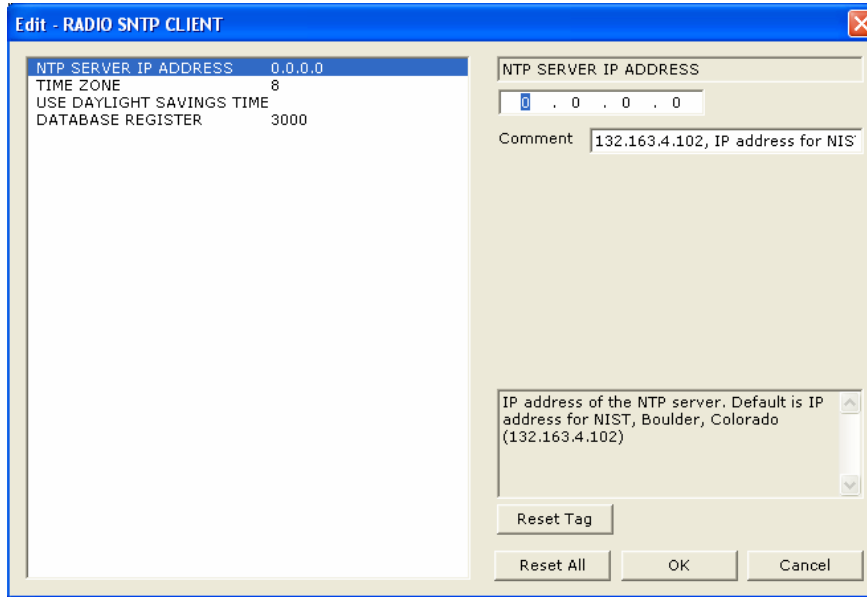 Edit - RADIO SNTP CLIENT
NTP SERVER IP ADDRESS 0.0.0.0
TIME ZONE 8
USE DAYLIGHT SAVINGS TIME
DATABASE REGISTER 3000
NTP SERVER IP ADDRESS
0 . 0 . 0 . 0
Comment 132.163.4.102, IP address for NIS
IP address of the NTP server. Default is IP
address for NIST, Boulder, Colorado
(132.163.4.102)
Reset Tag
Reset All OK Cancel